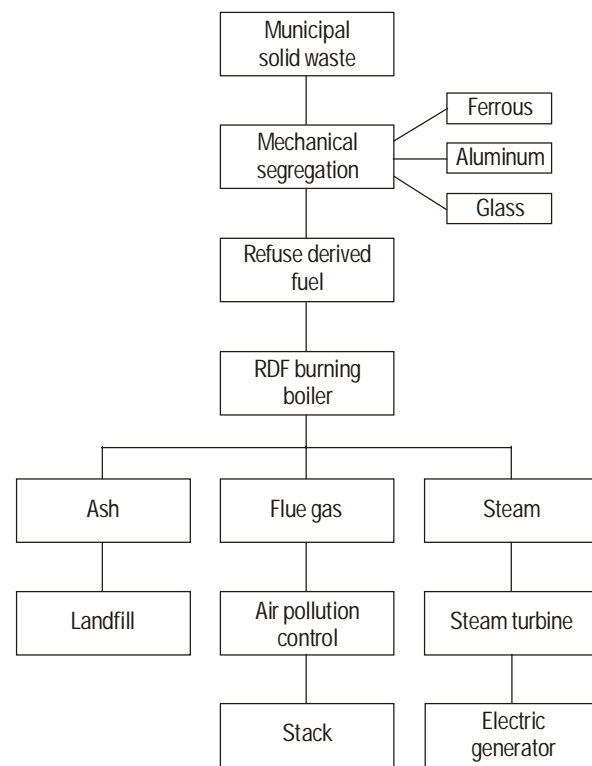 Municipal
solid waste
Mechanical
segregation
Ferrous
Aluminum
Glass
Refuse derived
fuel
RDF burning
boiler
Ash
Flue gas
Steam
Landfill
Air pollution
control
Steam turbine
Stack
Electric
generator